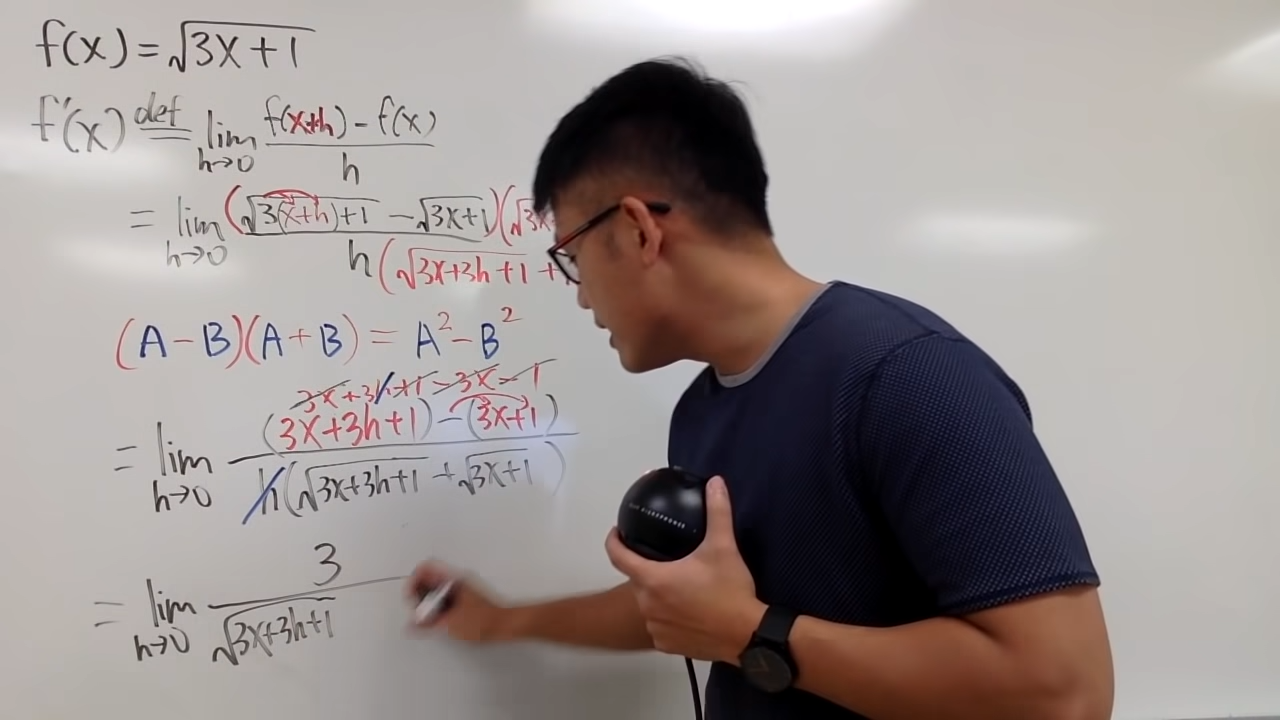 f(x) = √3x+1
f'(x) def = lim h→0 f(x+h) - f(x) / h
= lim h→0 (√3(x+h)+1 - √3x+1)(√3x / h(√3x+3h+1 +
(A - B)(A + B) = A² - B²
3x + 3h + 1 - 3x - 1
= lim h→0 (3x+3h+1) - (3x+1) / h(√3x+3h+1 + √3x+1)
= lim h→0 3 / √3x+3h+1